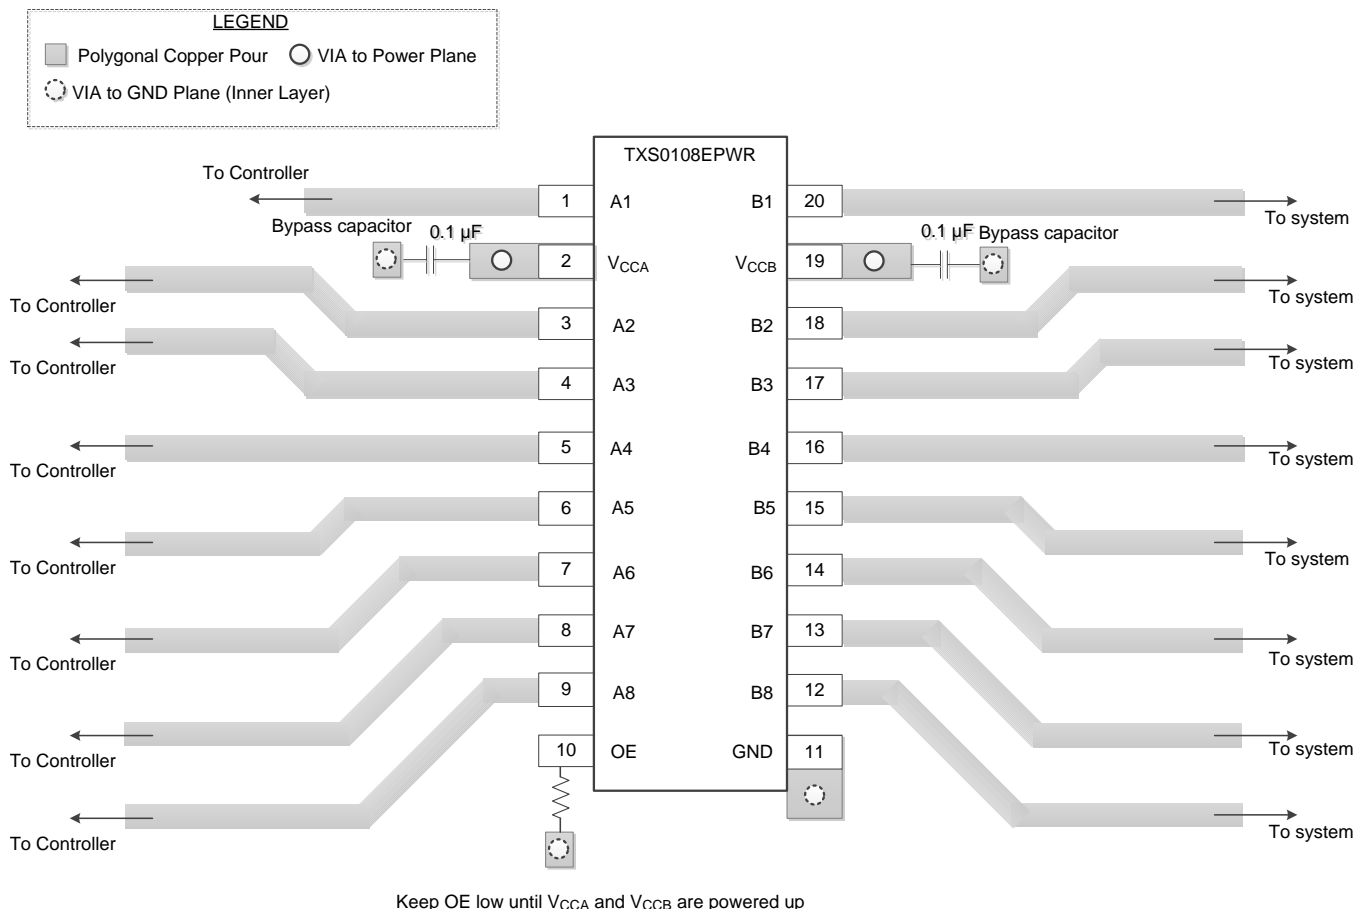 LEGEND
Polygonal Copper Pour
VIA to Power Plane
VIA to GND Plane (Inner Layer)
TXS0108EPWR
To Controller
1
A1
B1
20
To system
Bypass capacitor
0.1 µF
2
VCCA
VCCB
19
0.1 µF
Bypass capacitor
To Controller
3
A2
B2
18
To system
To Controller
4
A3
B3
17
To system
To Controller
5
A4
B4
16
To system
To Controller
6
A5
B5
15
To system
To Controller
7
A6
B6
14
To system
To Controller
8
A7
B7
13
To system
To Controller
9
A8
B8
12
To system
10
OE
GND
11
Keep OE low until VCCA and VCCB are powered up